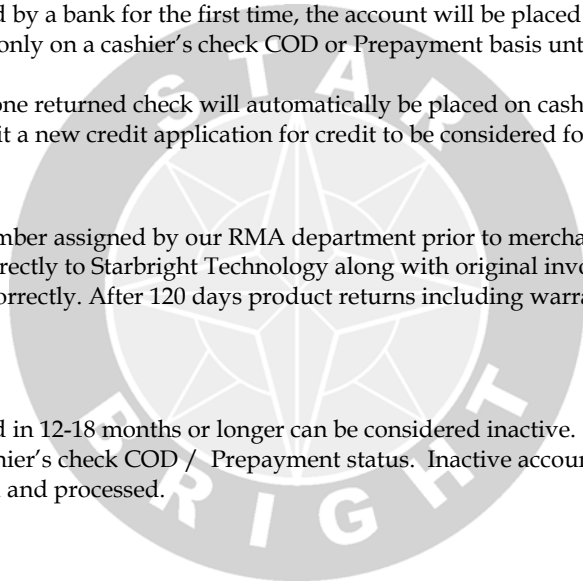 d by a bank for the first time, the account will be placed
only on a cashier's check COD or Prepayment basis unt
one returned check will automatically be placed on cash
it a new credit application for credit to be considered fo
mber assigned by our RMA department prior to mercha
rectly to Starbright Technology along with original invo
orrectly. After 120 days product returns including warra
d in 12-18 months or longer can be considered inactive.
hier's check COD / Prepayment status. Inactive accoun
and processed.
STAR
BRIGHT